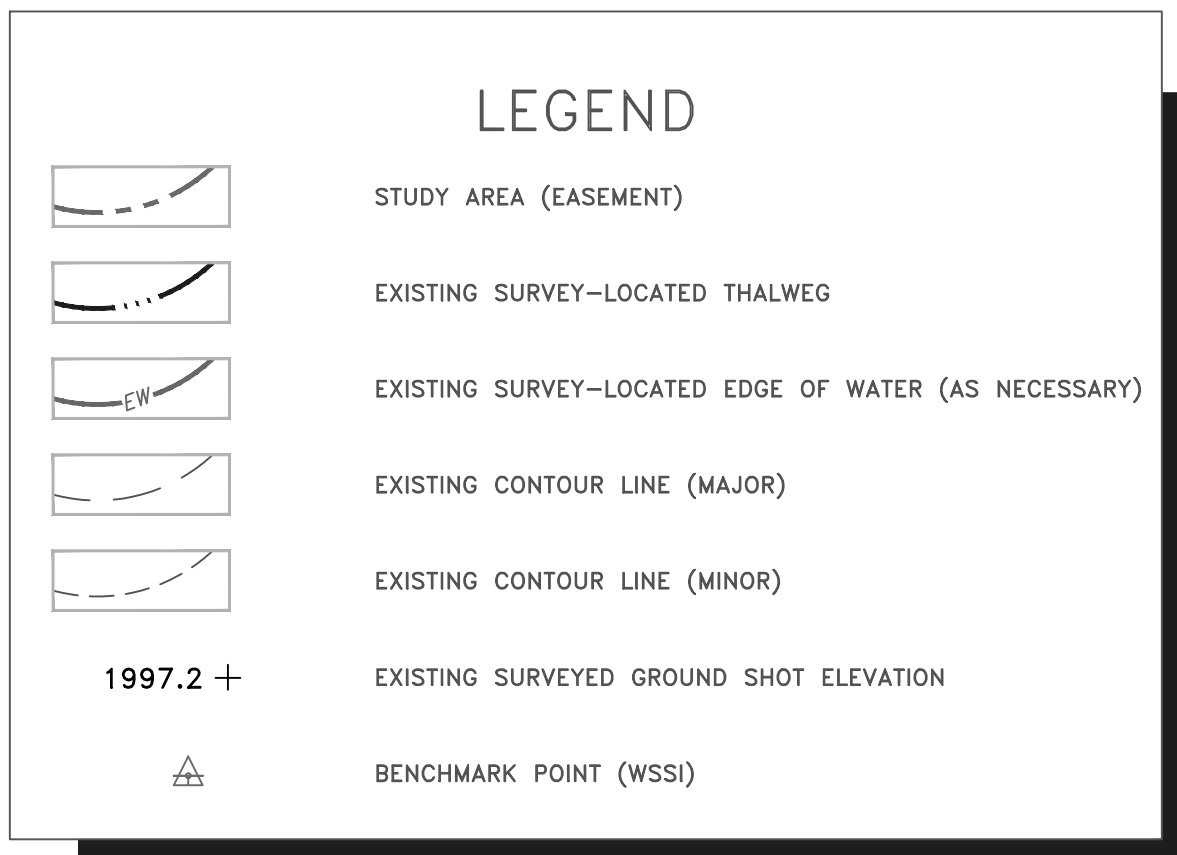 LEGEND
STUDY AREA (EASEMENT)
EXISTING SURVEY-LOCATED THALWEG
EW EXISTING SURVEY-LOCATED EDGE OF WATER (AS NECESSARY)
EXISTING CONTOUR LINE (MAJOR)
EXISTING CONTOUR LINE (MINOR)
1997.2 + EXISTING SURVEYED GROUND SHOT ELEVATION
BENCHMARK POINT (WSSI)